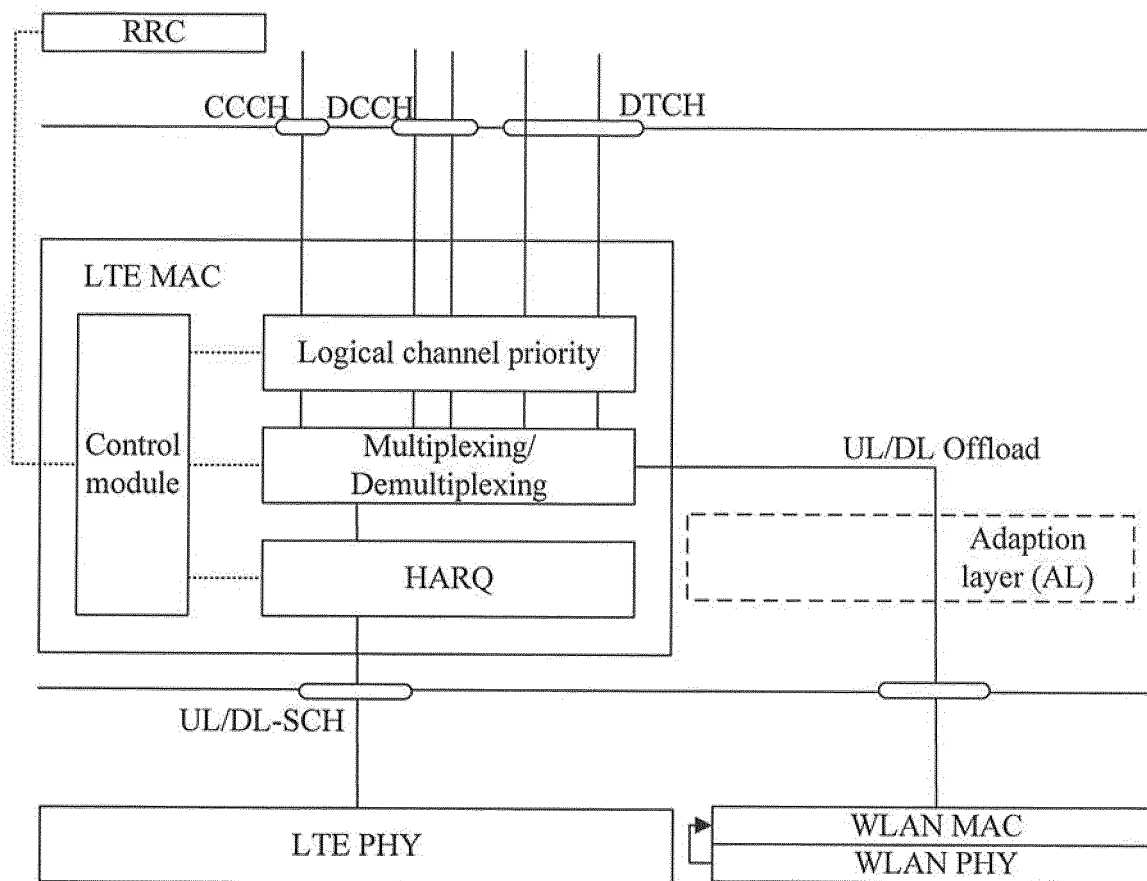 RRC
CCCH
DCCH
DTCH
LTE MAC
Logical channel priority
Control
module
Multiplexing/
Demultiplexing
UL/DL Offload
Adaption
layer (AL)
HARQ
UL/DL-SCH
LTE PHY
WLAN MAC
WLAN PHY